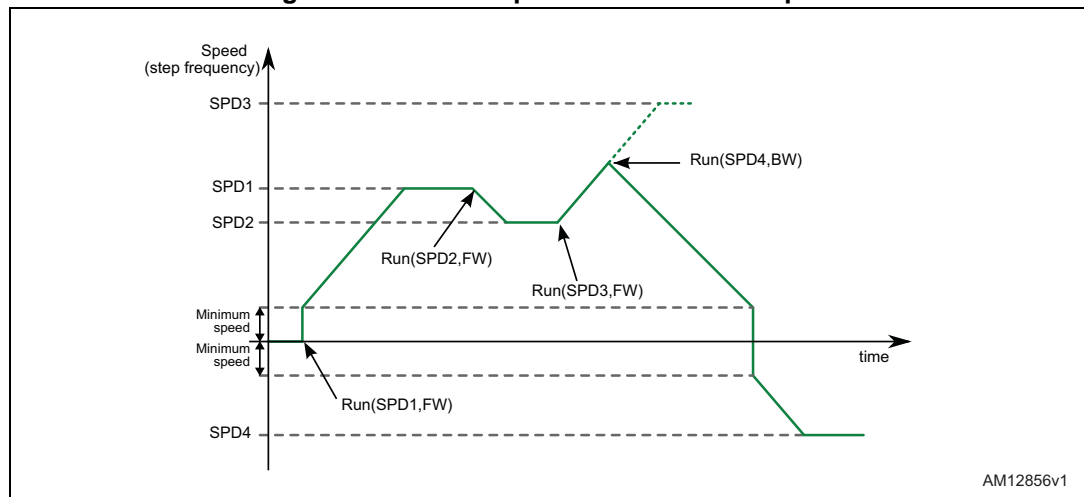 Speed
(step frequency)
SPD3
Run(SPD4,BW)
SPD1
SPD2
Run(SPD2,FW)
Run(SPD3,FW)
Minimum
speed
Minimum
speed
time
Run(SPD1,FW)
SPD4
AM12856v1